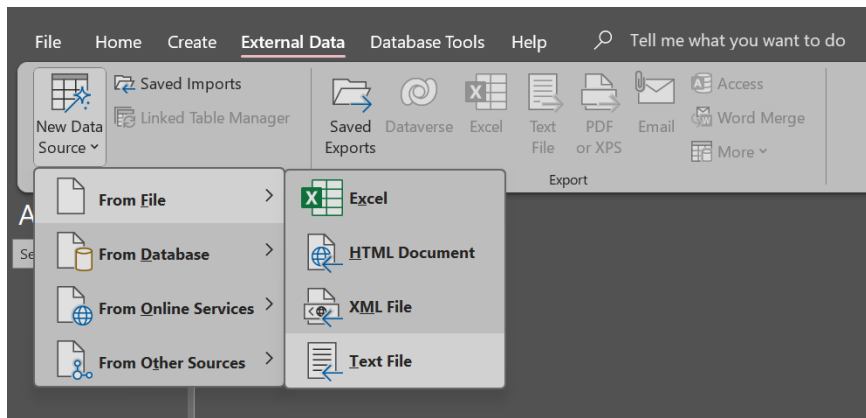 File Home Create External Data Database Tools Help Tell me what you want to do
New Data
Source
Saved Imports
Linked Table Manager
Saved
Exports
Dataverse
Excel
Text
File
PDF
or XPS
Email
Access
Word Merge
More
Export
A
Se
From File
From Database
From Online Services
From Other Sources
Excel
HTML Document
XML File
Text File